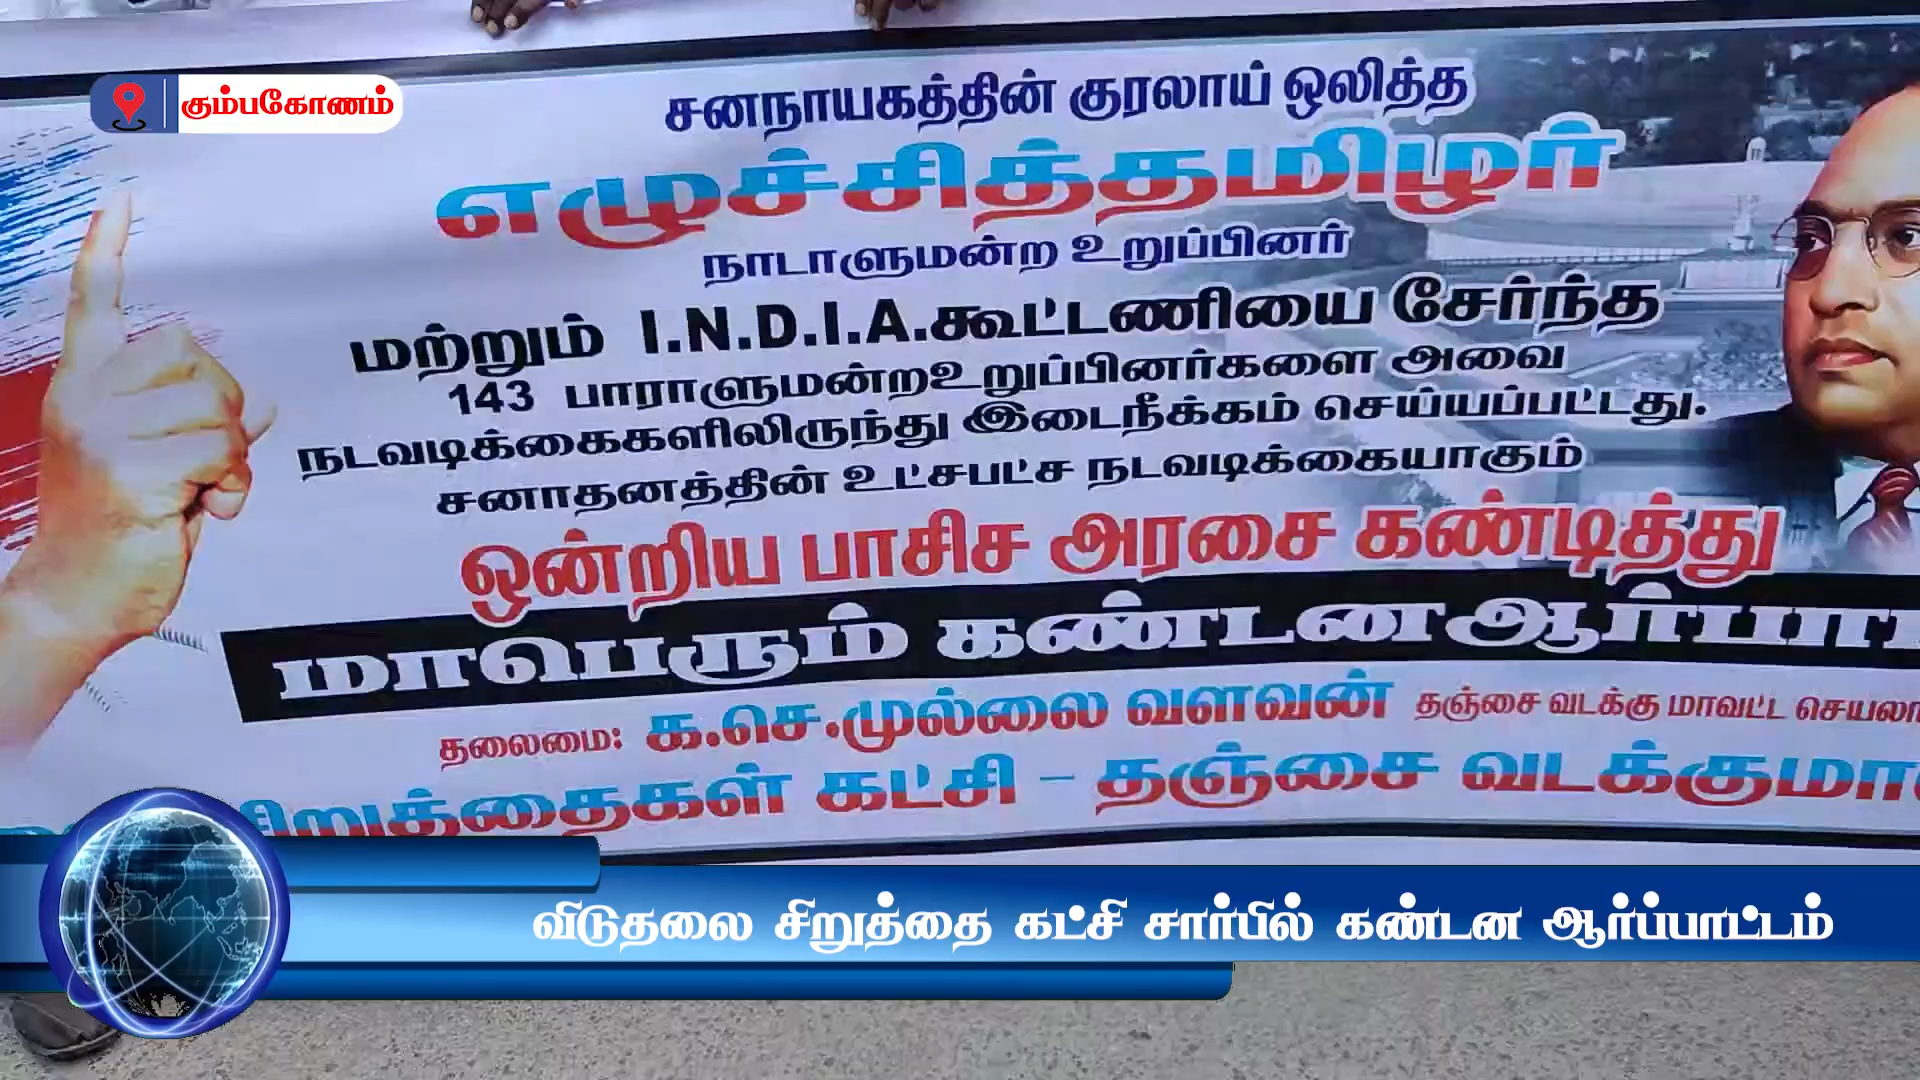 கும்பகோணம்
சனநாயகத்தின் குரலாய் ஒலித்த
எழுச்சித்தமிழர்
நாடாளுமன்ற உறுப்பினர்
மற்றும் I.N.D.I.A.கூட்டணியை சேர்ந்த
143 பாராளுமன்றஉறுப்பினர்களை அவை
நடவடிக்கைகளிலிருந்து இடைநீக்கம் செய்யப்பட்டது.
சனாதனத்தின் உட்சபட்ச நடவடிக்கையாகும்
ஒன்றிய பாசிச அரசை கண்டித்து
மாபெரும் கண்டனஆர்பா
தலைமை: க.செ.முல்லை வளவன் தஞ்சை வடக்கு மாவட்ட செயலா
சிறுத்தைகள் கட்சி - தஞ்சை வடக்குமா
விடுதலை சிறுத்தை கட்சி சார்பில் கண்டன ஆர்ப்பாட்டம்